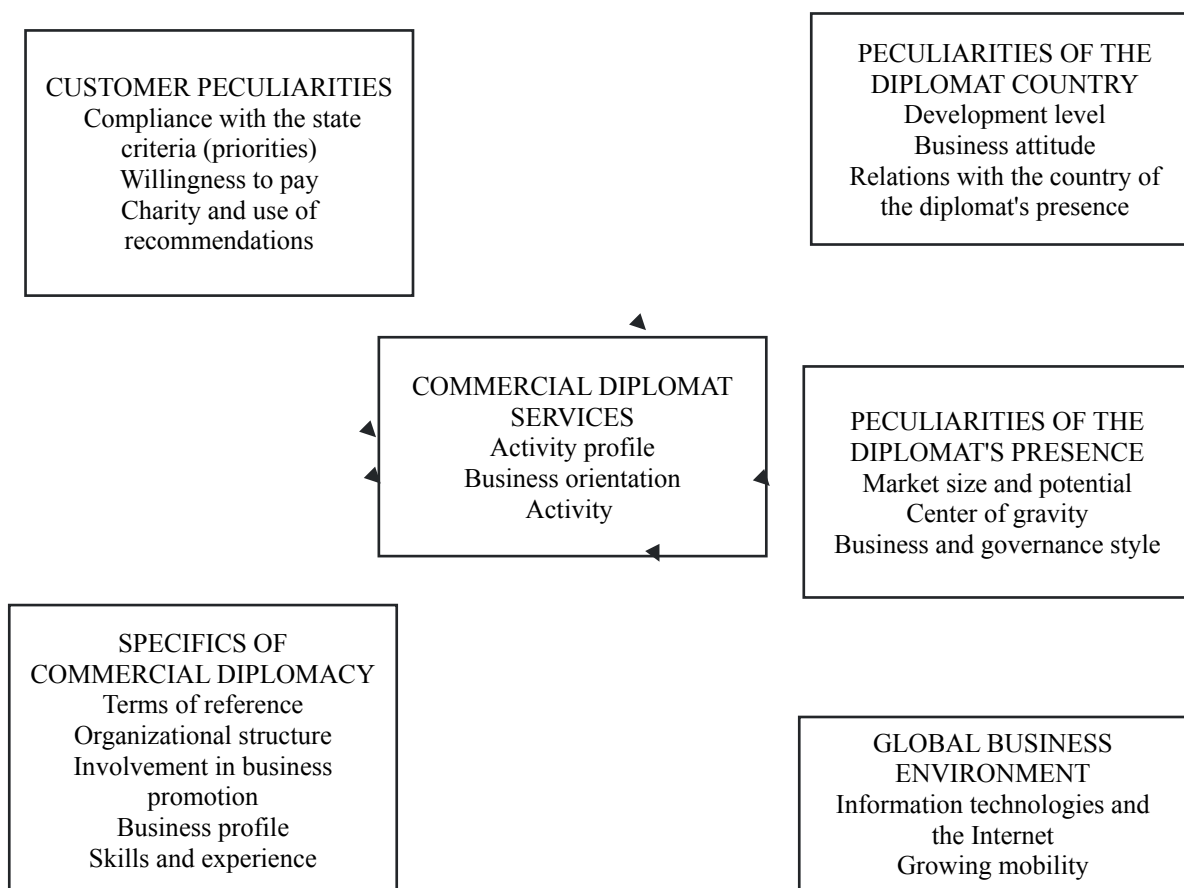 CUSTOMER PECULIARITIES
Compliance with the state
criteria (priorities)
Willingness to pay
Charity and use of
recommendations
PECULIARITIES OF THE
DIPLOMAT COUNTRY
Development level
Business attitude
Relations with the country of
the diplomat's presence
COMMERCIAL DIPLOMAT
SERVICES
Activity profile
Business orientation
Activity
PECULIARITIES OF THE
DIPLOMAT'S PRESENCE
Market size and potential
Center of gravity
Business and governance style
SPECIFICS OF
COMMERCIAL DIPLOMACY
Terms of reference
Organizational structure
Involvement in business
promotion
Business profile
Skills and experience
GLOBAL BUSINESS
ENVIRONMENT
Information technologies and
the Internet
Growing mobility